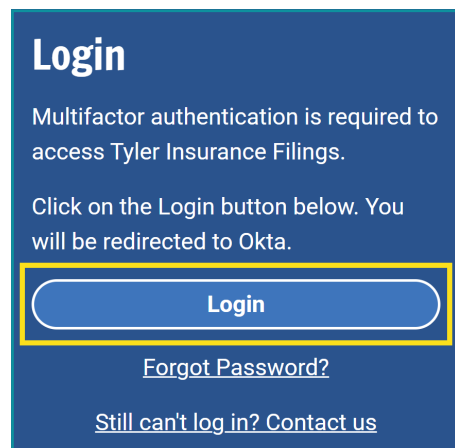 Login
Multifactor authentication is required to
access Tyler Insurance Filings.
Click on the Login button below. You
will be redirected to Okta.
Login
Forgot Password?
Still can't log in? Contact us